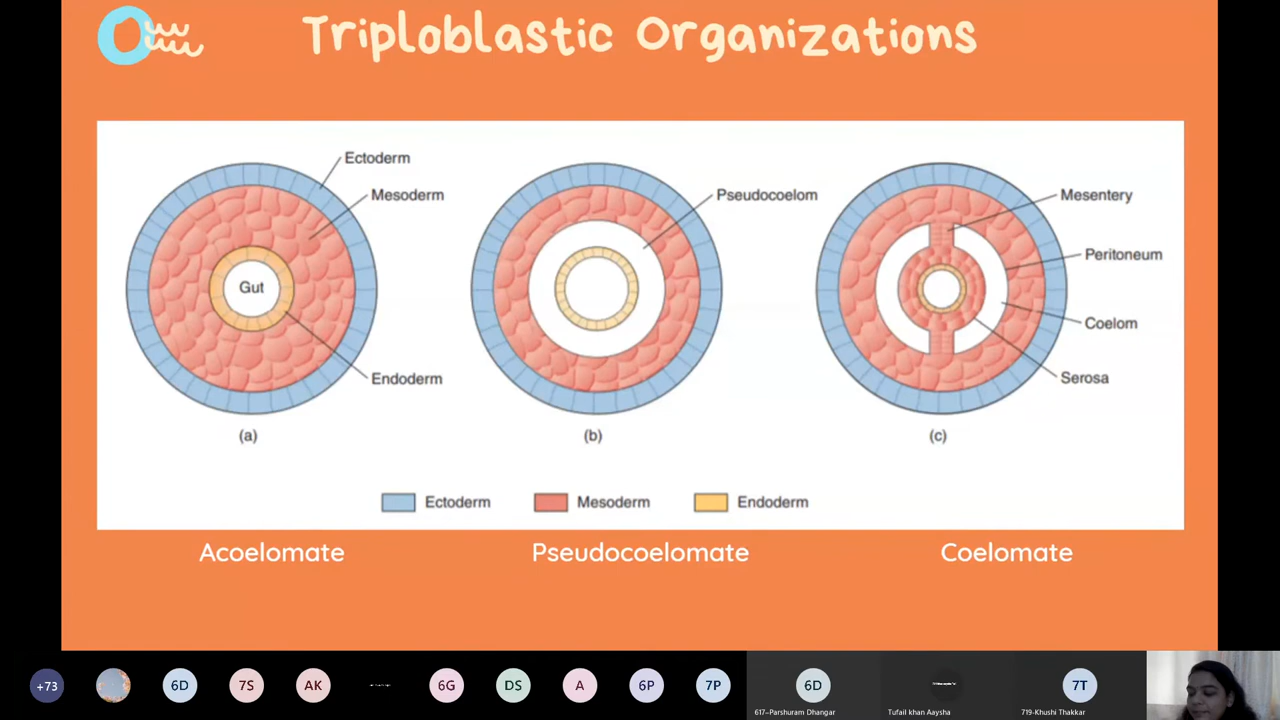 Triploblastic Organizations
Ectoderm
Mesoderm
Gut
Endoderm
(a)
Pseudocoelom
(b)
Mesentery
Peritoneum
Coelom
Serosa
(c)
Ectoderm Mesoderm Endoderm
Acoelomate Pseudocoelomate Coelomate
+73 6D 7S AK 6G DS A 6P 7P 6D 7T
617-Parshuram Dhangar Tufail khan Aaysha 719-Khushi Thakkar